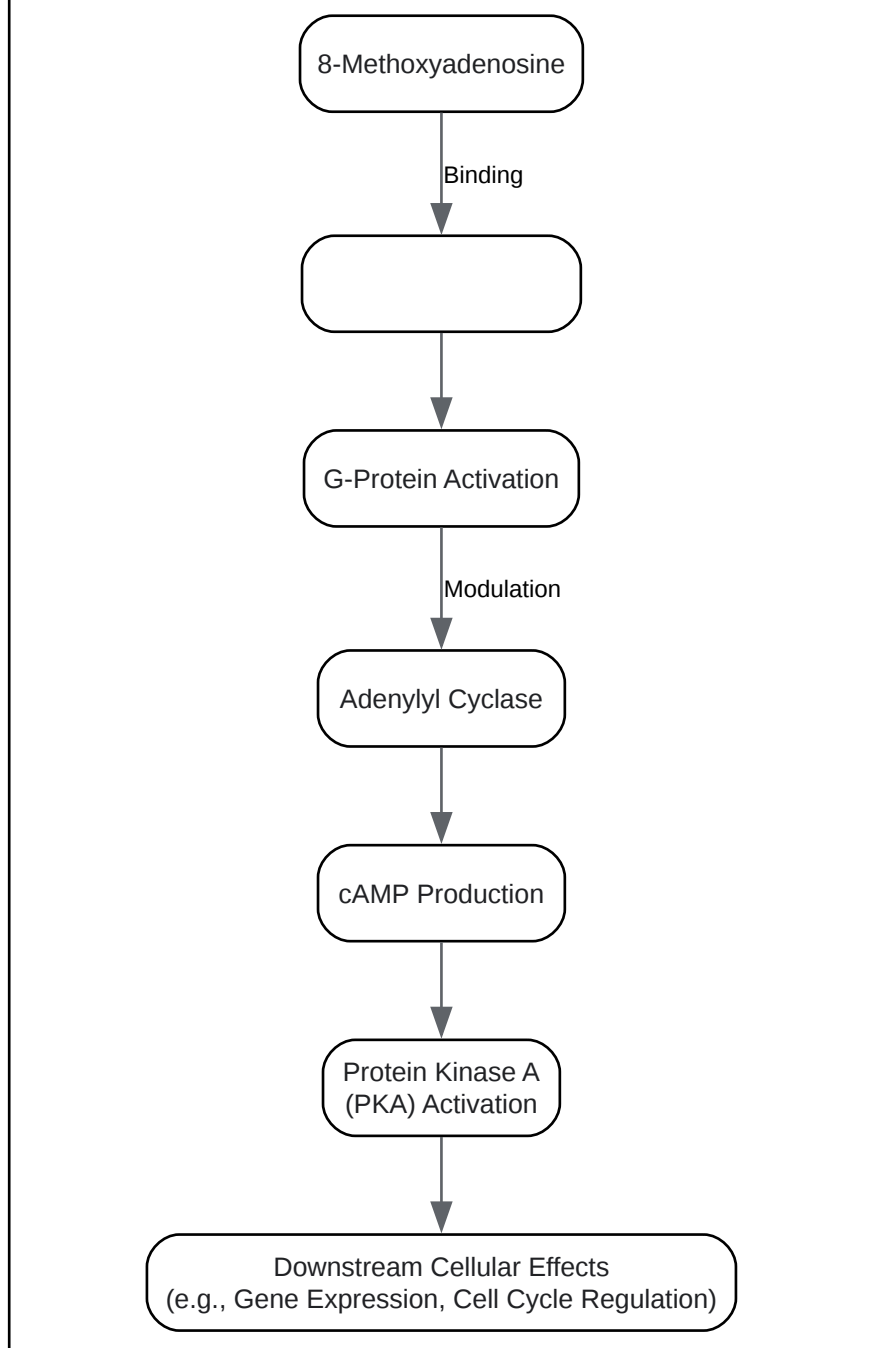 8-Methoxyadenosine
Binding
G-Protein Activation
Modulation
Adenylyl Cyclase
cAMP Production
Protein Kinase A
(PKA) Activation
Downstream Cellular Effects
(e.g., Gene Expression, Cell Cycle Regulation)